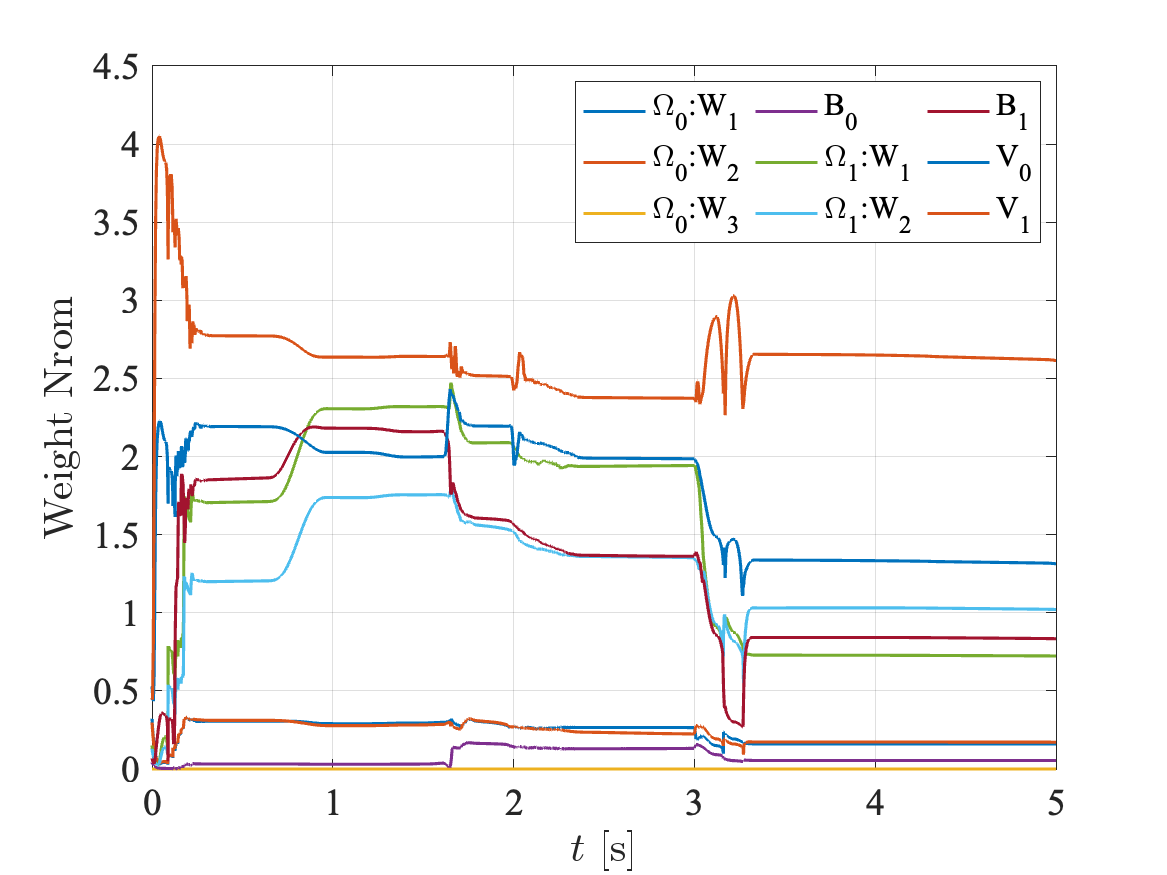 4.5
4
3.5
3
2.5
2
1.5
1
0.5
0
Weight Nrom
Ω₀:W₁ B₀ B₁
Ω₀:W₂ Ω₁:W₁ V₀
Ω₀:W₃ Ω₁:W₂ V₁
0 1 2 3 4 5
t [s]